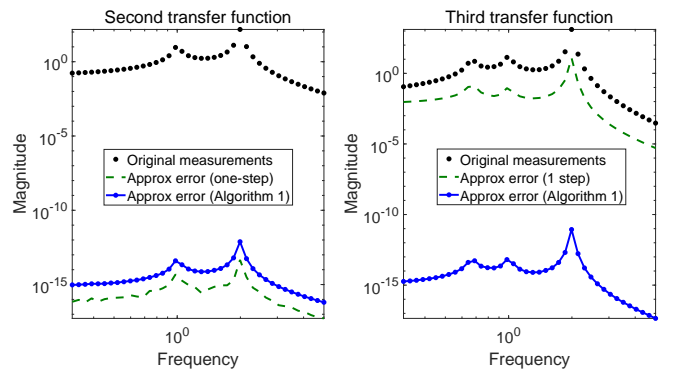 Second transfer function
10^0
10^-5
10^-10
10^-15
Magnitude
Original measurements
Approx error (one-step)
Approx error (Algorithm 1)
10^0
Frequency
Third transfer function
10^0
10^-5
10^-10
10^-15
Magnitude
Original measurements
Approx error (1 step)
Approx error (Algorithm 1)
10^0
Frequency